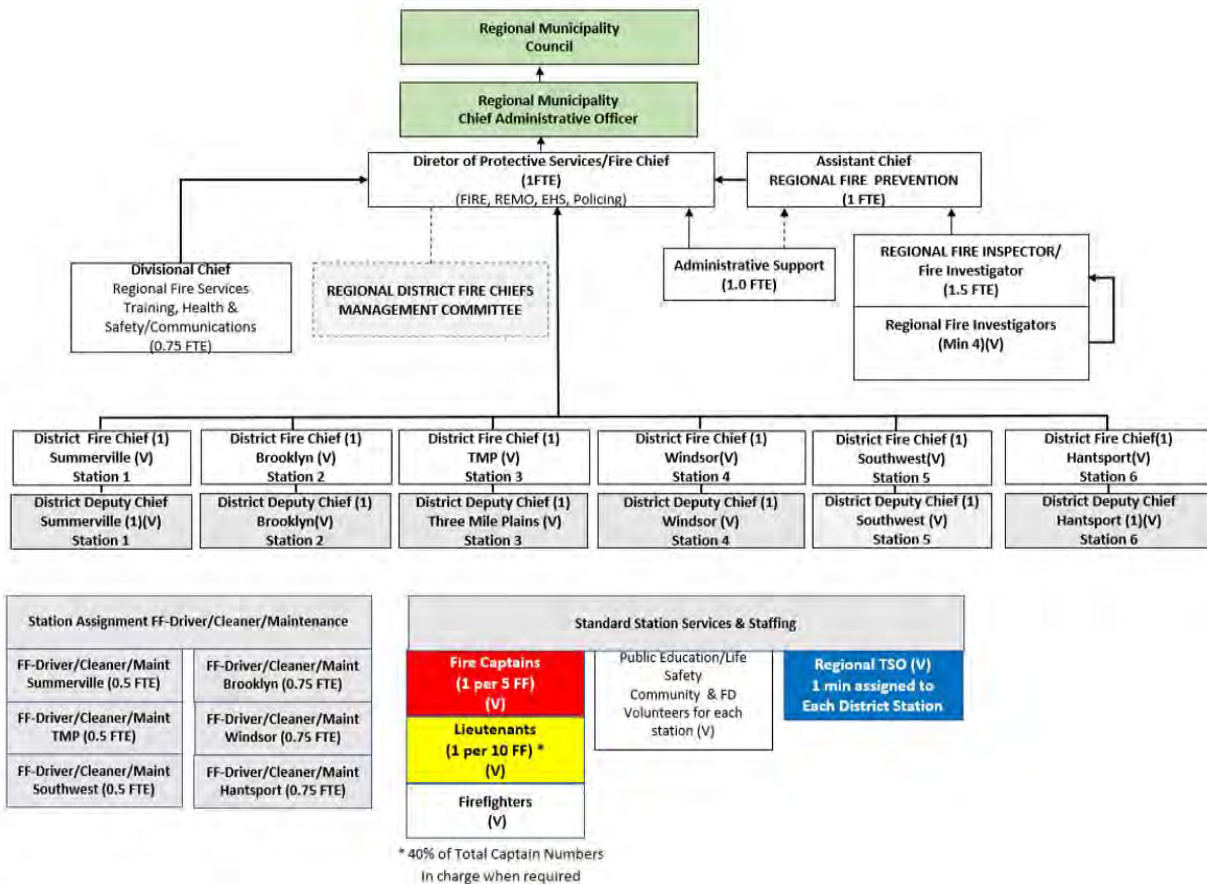 Regional Municipality
Council
Regional Municipality
Chief Administrative Officer
Diretor of Protective Services/Fire Chief
(1FTE)
(FIRE, REMO, EHS, Policing)
Assistant Chief
REGIONAL FIRE PREVENTION
(1 FTE)
Divisional Chief
Regional Fire Services
Training, Health &
Safety/Communications
(0.75 FTE)
REGIONAL DISTRICT FIRE CHIEFS
MANAGEMENT COMMITTEE
Administrative Support
(1.0 FTE)
REGIONAL FIRE INSPECTOR/
Fire Investigator
(1.5 FTE)
Regional Fire Investigators
(Min 4)(V)
District Fire Chief (1)
Summerville (V)
Station 1
District Fire Chief (1)
Brooklyn (V)
Station 2
District Fire Chief (1)
TMP (V)
Station 3
District Fire Chief (1)
Windsor(V)
Station 4
District Fire Chief (1)
Southwest(V)
Station 5
District Fire Chief(1)
Hantsport(V)
Station 6
District Deputy Chief
Summerville (1)(V)
Station 1
District Deputy Chief (1)
Brooklyn(V)
Station 2
District Deputy Chief (1)
Three Mile Plains (V)
Station 3
District Deputy Chief (1)
Windsor (V)
Station 4
District Deputy Chief (1)
Southwest (V)
Station 5
District Deputy Chief
Hantsport (1)(V)
Station 6
Station Assignment FF-Driver/Cleaner/Maintenance
FF-Driver/Cleaner/Maint
Summerville (0.5 FTE)
FF-Driver/Cleaner/Maint
Brooklyn (0.75 FTE)
FF-Driver/Cleaner/Maint
TMP (0.5 FTE)
FF-Driver/Cleaner/Maint
Windsor (0.75 FTE)
FF-Driver/Cleaner/Maint
Southwest (0.5 FTE)
FF-Driver/Cleaner/Maint
Hantsport (0.75 FTE)
Standard Station Services & Staffing
Fire Captains
(1 per 5 FF)
(V)
Lieutenants
(1 per 10 FF) *
(V)
Firefighters
(V)
* 40% of Total Captain Numbers
In charge when required
Public Education/Life
Safety
Community & FD
Volunteers for each
station (V)
Regional TSO (V)
1 min assigned to
Each District Station